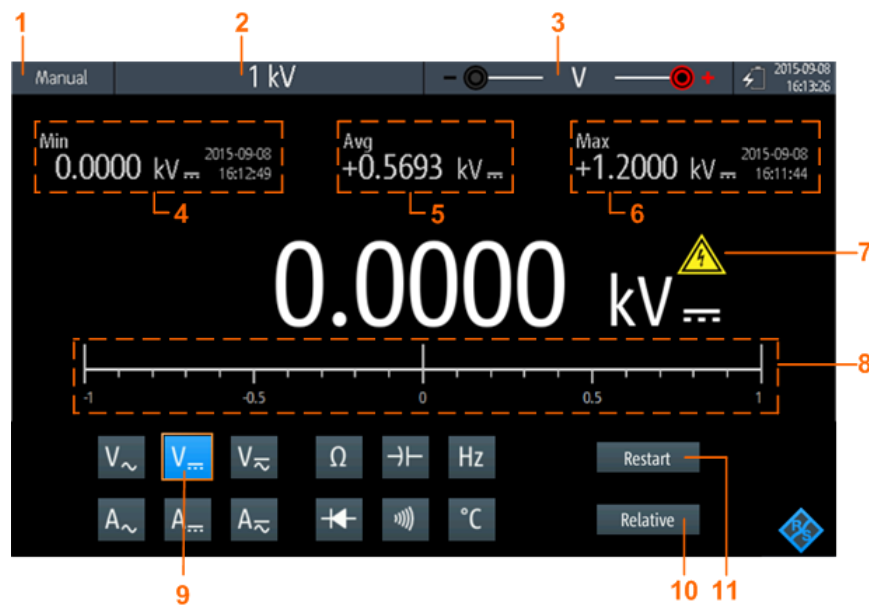 1 2 3
Manual 1 kV - V + 2015-09-08
16:13:26
Min Avg Max
0.0000 kV 2015-09-08 16:12:49 +0.5693 kV +1.2000 kV 2015-09-08 16:11:44
4 5 6
7
0.0000 kV
8
-1 -0.5 0 0.5 1
V~ V⎓ V⏦ Ω Hz Restart
A~ A⎓ A⏦ °C Relative
R&S
9 10 11